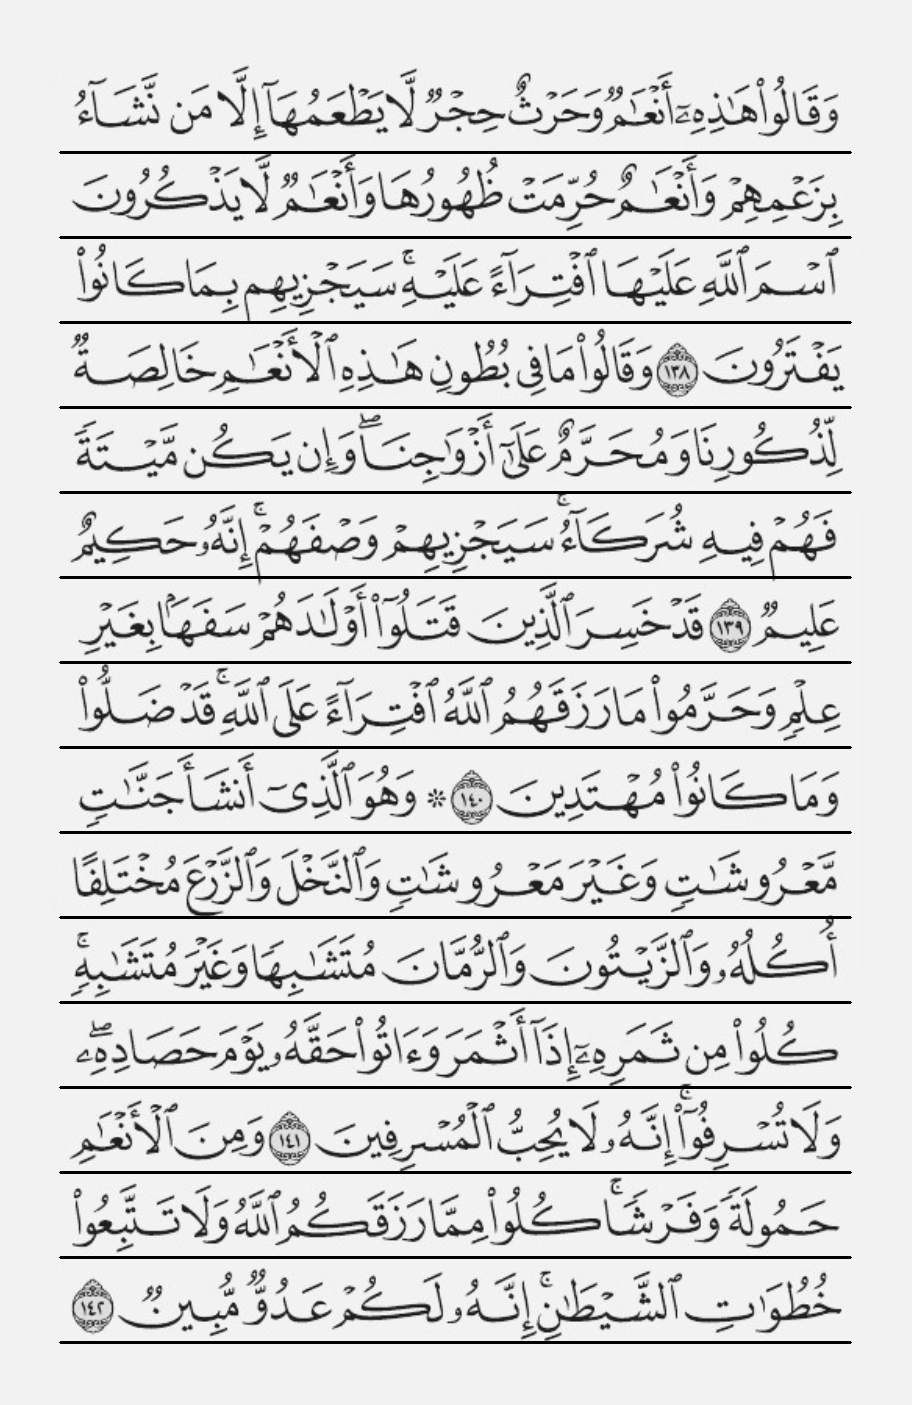 وَقَالُوا۟ هَـٰذِهِۦٓ أَنْعَـٰمٌ وَحَرْثٌ حِجْرٌ لَّا يَطْعَمُهَآ إِلَّا مَن نَّشَآءُ
بِزَعْمِهِمْ وَأَنْعَـٰمٌ حُرِّمَتْ ظُهُورُهَا وَأَنْعَـٰمٌ لَّا يَذْكُرُونَ
ٱسْمَ ٱللَّهِ عَلَيْهَا ٱفْتِرَآءً عَلَيْهِ ۚ سَيَجْزِيهِم بِمَا كَانُوا۟
يَفْتَرُونَ ١٣٨ وَقَالُوا۟ مَا فِى بُطُونِ هَـٰذِهِ ٱلْأَنْعَـٰمِ خَالِصَةٌ
لِّذُكُورِنَا وَمُحَرَّمٌ عَلَىٰٓ أَزْوَٰجِنَا ۖ وَإِن يَكُن مَّيْتَةً
فَهُمْ فِيهِ شُرَكَآءُ ۚ سَيَجْزِيهِمْ وَصْفَهُمْ ۚ إِنَّهُۥ حَكِيمٌ
عَلِيمٌ ١٣٩ قَدْ خَسِرَ ٱلَّذِينَ قَتَلُوٓا۟ أَوْلَـٰدَهُمْ سَفَهًۢا بِغَيْرِ
عِلْمٍ وَحَرَّمُوا۟ مَا رَزَقَهُمُ ٱللَّهُ ٱفْتِرَآءً عَلَى ٱللَّهِ ۚ قَدْ ضَلُّوا۟
وَمَا كَانُوا۟ مُهْتَدِينَ ١٤٠ ۞ وَهُوَ ٱلَّذِىٓ أَنشَأَ جَنَّـٰتٍ
مَّعْرُوشَـٰتٍ وَغَيْرَ مَعْرُوشَـٰتٍ وَٱلنَّخْلَ وَٱلزَّرْعَ مُخْتَلِفًا
أُكُلُهُۥ وَٱلزَّيْتُونَ وَٱلرُّمَّانَ مُتَشَـٰبِهًا وَغَيْرَ مُتَشَـٰبِهٍ ۚ
كُلُوا۟ مِن ثَمَرِهِۦٓ إِذَآ أَثْمَرَ وَءَاتُوا۟ حَقَّهُۥ يَوْمَ حَصَادِهِۦ ۖ
وَلَا تُسْرِفُوٓا۟ ۚ إِنَّهُۥ لَا يُحِبُّ ٱلْمُسْرِفِينَ ١٤١ وَمِنَ ٱلْأَنْعَـٰمِ
حَمُولَةً وَفَرْشًا ۚ كُلُوا۟ مِمَّا رَزَقَكُمُ ٱللَّهُ وَلَا تَتَّبِعُوا۟
خُطُوَٰتِ ٱلشَّيْطَـٰنِ ۚ إِنَّهُۥ لَكُمْ عَدُوٌّ مُّبِينٌ ١٤٢